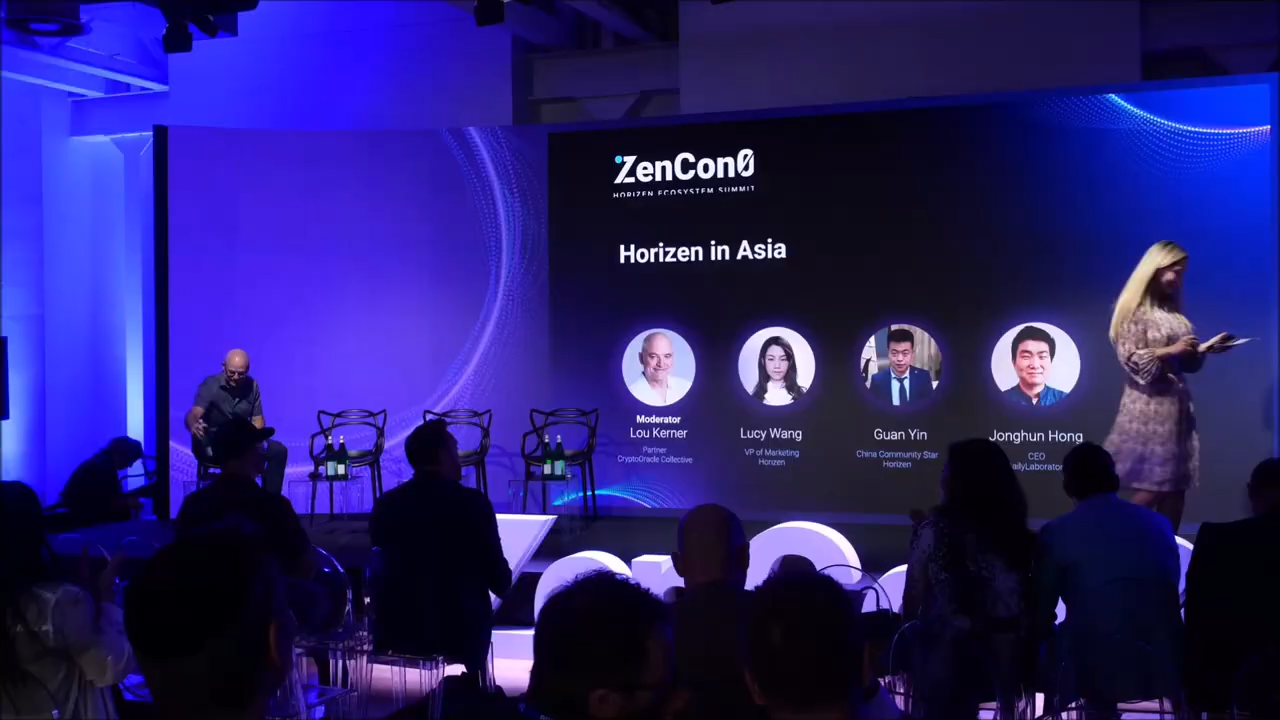 ZenCon0
HORIZEN ECOSYSTEM SUMMIT
Horizen in Asia
Moderator
Lou Kerner
Partner
CryptoOracle Collective
Lucy Wang
VP of Marketing
Horizen
Guan Yin
China Community Star
Horizen
Jonghun Hong
CEO